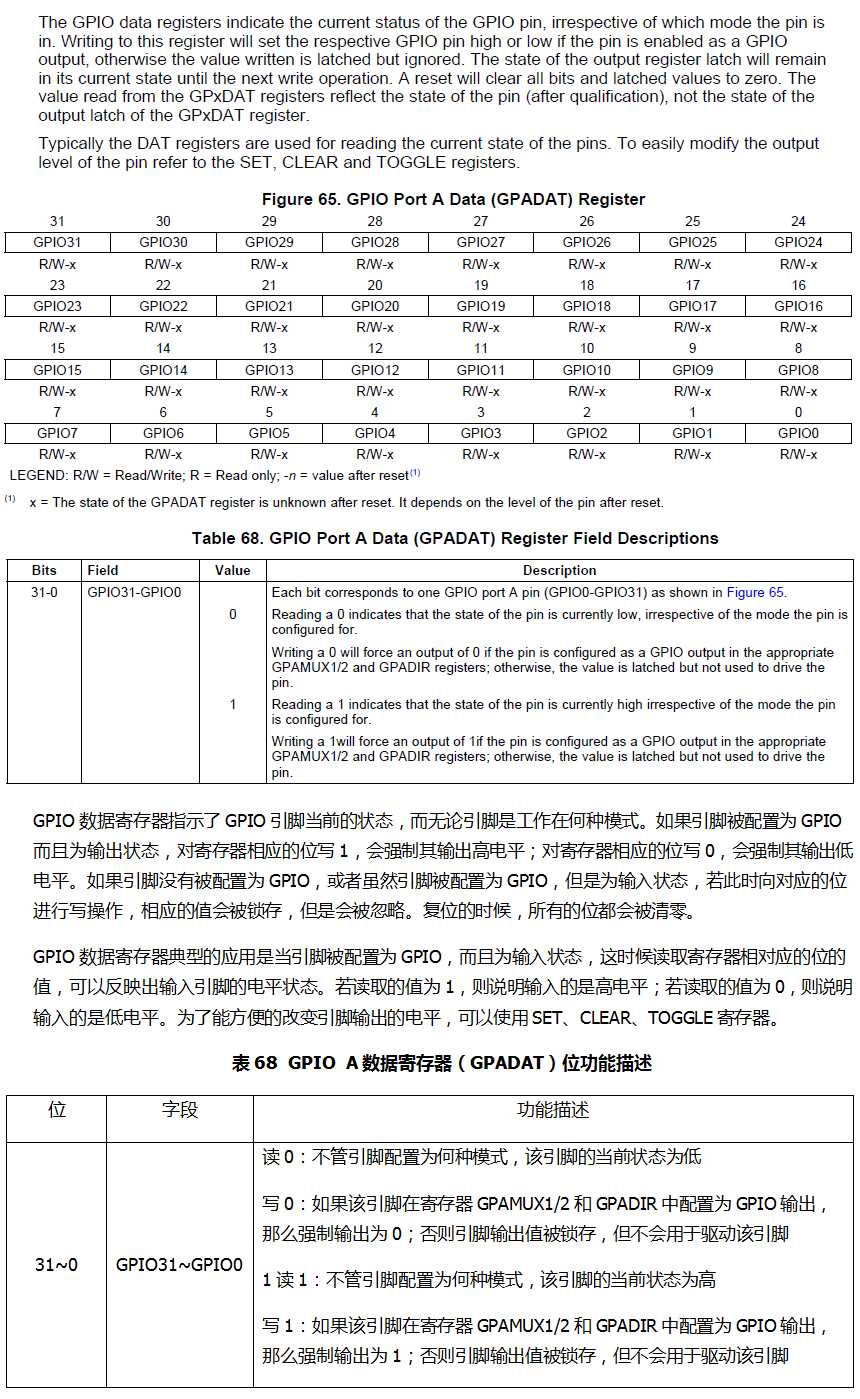 The GPIO data registers indicate the current status of the GPIO pin, irrespective of which mode the pin is
in. Writing to this register will set the respective GPIO pin high or low if the pin is enabled as a GPIO
output, otherwise the value written is latched but ignored. The state of the output register latch will remain
in its current state until the next write operation. A reset will clear all bits and latched values to zero. The
value read from the GPxDAT registers reflect the state of the pin (after qualification), not the state of the
output latch of the GPxDAT register.
Typically the DAT registers are used for reading the current state of the pins. To easily modify the output
level of the pin refer to the SET, CLEAR and TOGGLE registers.
Figure 65. GPIO Port A Data (GPADAT) Register
31 30 29 28 27 26 25 24
GPIO31 GPIO30 GPIO29 GPIO28 GPIO27 GPIO26 GPIO25 GPIO24
R/W-x R/W-x R/W-x R/W-x R/W-x R/W-x R/W-x R/W-x
23 22 21 20 19 18 17 16
GPIO23 GPIO22 GPIO21 GPIO20 GPIO19 GPIO18 GPIO17 GPIO16
R/W-x R/W-x R/W-x R/W-x R/W-x R/W-x R/W-x R/W-x
15 14 13 12 11 10 9 8
GPIO15 GPIO14 GPIO13 GPIO12 GPIO11 GPIO10 GPIO9 GPIO8
R/W-x R/W-x R/W-x R/W-x R/W-x R/W-x R/W-x R/W-x
7 6 5 4 3 2 1 0
GPIO7 GPIO6 GPIO5 GPIO4 GPIO3 GPIO2 GPIO1 GPIO0
R/W-x R/W-x R/W-x R/W-x R/W-x R/W-x R/W-x R/W-x
LEGEND: R/W = Read/Write; R = Read only; -n = value after reset(1)
(1) x = The state of the GPADAT register is unknown after reset. It depends on the level of the pin after reset.
Table 68. GPIO Port A Data (GPADAT) Register Field Descriptions
Bits Field Value Description
31-0 GPIO31-GPIO0 Each bit corresponds to one GPIO port A pin (GPIO0-GPIO31) as shown in Figure 65.
0 Reading a 0 indicates that the state of the pin is currently low, irrespective of the mode the pin is
configured for.
Writing a 0 will force an output of 0 if the pin is configured as a GPIO output in the appropriate
GPAMUX1/2 and GPADIR registers; otherwise, the value is latched but not used to drive the
pin.
1 Reading a 1 indicates that the state of the pin is currently high irrespective of the mode the pin
is configured for.
Writing a 1will force an output of 1if the pin is configured as a GPIO output in the appropriate
GPAMUX1/2 and GPADIR registers; otherwise, the value is latched but not used to drive the
pin.
GPIO 数据寄存器指示了 GPIO 引脚当前的状态，而无论引脚是工作在何种模式。如果引脚被配置为 GPIO
而且为输出状态，对寄存器相应的位写 1，会强制其输出高电平；对寄存器相应的位写 0，会强制其输出低
电平。如果引脚没有被配置为 GPIO，或者虽然引脚被配置为 GPIO，但是为输入状态，若此时向对应的位
进行写操作，相应的值会被锁存，但是会被忽略。复位的时候，所有的位都会被清零。
GPIO 数据寄存器典型的应用是当引脚被配置为 GPIO，而且为输入状态，这时候读取寄存器相对应的位的
值，可以反映出输入引脚的电平状态。若读取的值为 1，则说明输入的是高电平；若读取的值为 0，则说明
输入的是低电平。为了能方便的改变引脚输出的电平，可以使用 SET、CLEAR、TOGGLE 寄存器。
表 68 GPIO A 数据寄存器（GPADAT）位功能描述
位 字段 功能描述
读 0：不管引脚配置为何种模式，该引脚的当前状态为低
写 0：如果该引脚在寄存器 GPAMUX1/2 和 GPADIR 中配置为 GPIO 输出，
那么强制输出为 0；否则引脚输出值被锁存，但不会用于驱动该引脚
31~0 GPIO31~GPIO0
1 读 1：不管引脚配置为何种模式，该引脚的当前状态为高
写 1：如果该引脚在寄存器 GPAMUX1/2 和 GPADIR 中配置为 GPIO 输出，
那么强制输出为 1；否则引脚输出值被锁存，但不会用于驱动该引脚